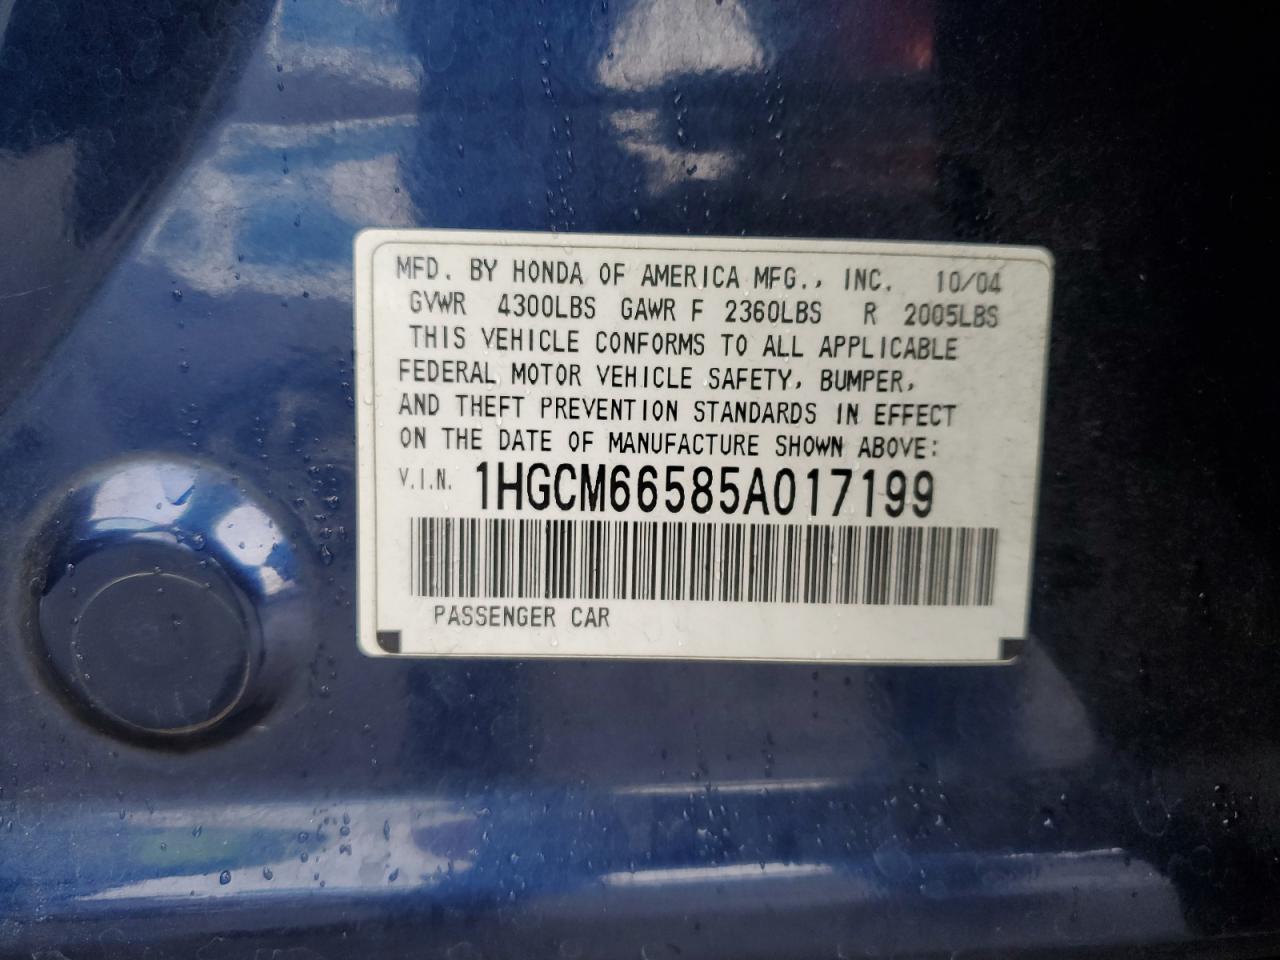 MFD. BY HONDA OF AMERICA MFG., INC. 10/04
GVWR 4300LBS GAWR F 2360LBS R 2005LBS
THIS VEHICLE CONFORMS TO ALL APPLICABLE
FEDERAL MOTOR VEHICLE SAFETY, BUMPER,
AND THEFT PREVENTION STANDARDS IN EFFECT
ON THE DATE OF MANUFACTURE SHOWN ABOVE:
V.I.N. 1HGCM66585A017199
PASSENGER CAR